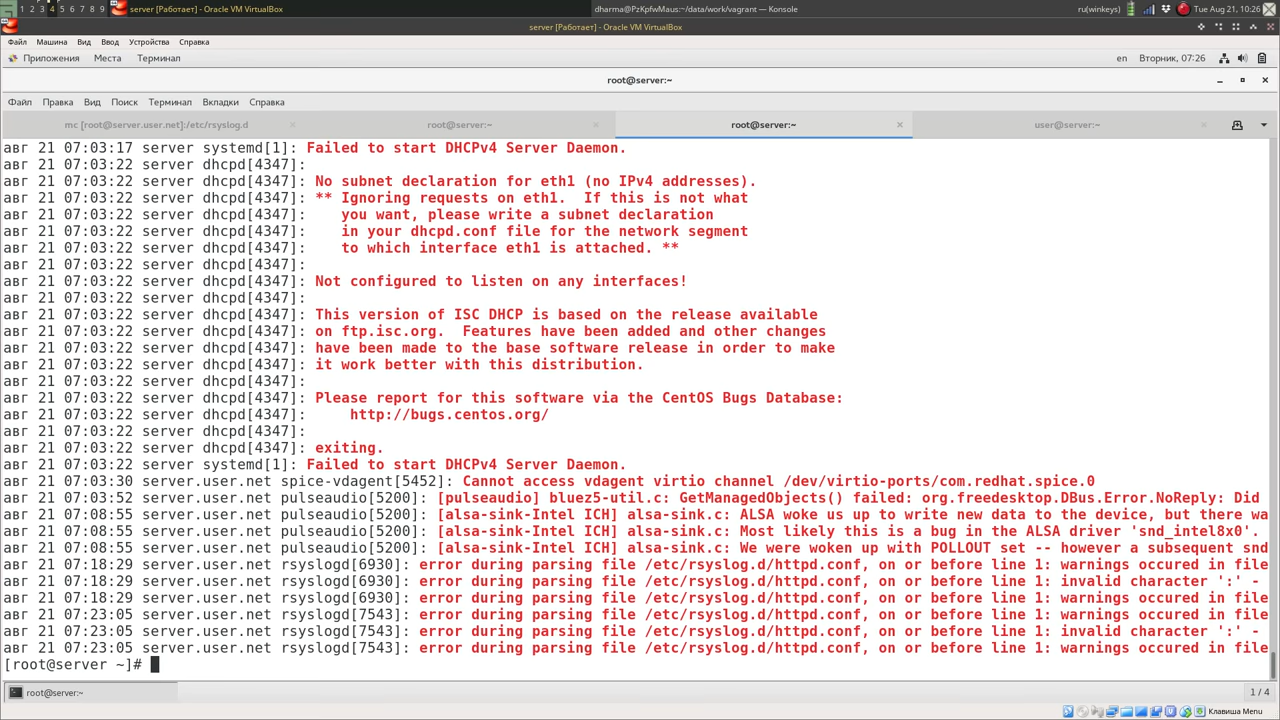 1 2 3 4 5 6 7 8 9 server [Работает] - Oracle VM VirtualBox dharma@PzKpfwMaus:~/data/work/vagrant — Konsole ru(winkeys) Tue Aug 21, 10:26
server [Работает] - Oracle VM VirtualBox
Файл Машина Вид Ввод Устройства Справка
Приложения Места Терминал en Вторник, 07:26
root@server:~
Файл Правка Вид Поиск Терминал Вкладки Справка
mc [root@server.user.net]:/etc/rsyslog.d × root@server:~ × root@server:~ × user@server:~ ×
авг 21 07:03:17 server systemd[1]: Failed to start DHCPv4 Server Daemon.
авг 21 07:03:22 server dhcpd[4347]:
авг 21 07:03:22 server dhcpd[4347]: No subnet declaration for eth1 (no IPv4 addresses).
авг 21 07:03:22 server dhcpd[4347]: ** Ignoring requests on eth1.  If this is not what
авг 21 07:03:22 server dhcpd[4347]:    you want, please write a subnet declaration
авг 21 07:03:22 server dhcpd[4347]:    in your dhcpd.conf file for the network segment
авг 21 07:03:22 server dhcpd[4347]:    to which interface eth1 is attached. **
авг 21 07:03:22 server dhcpd[4347]:
авг 21 07:03:22 server dhcpd[4347]: Not configured to listen on any interfaces!
авг 21 07:03:22 server dhcpd[4347]:
авг 21 07:03:22 server dhcpd[4347]: This version of ISC DHCP is based on the release available
авг 21 07:03:22 server dhcpd[4347]: on ftp.isc.org.  Features have been added and other changes
авг 21 07:03:22 server dhcpd[4347]: have been made to the base software release in order to make
авг 21 07:03:22 server dhcpd[4347]: it work better with this distribution.
авг 21 07:03:22 server dhcpd[4347]:
авг 21 07:03:22 server dhcpd[4347]: Please report for this software via the CentOS Bugs Database:
авг 21 07:03:22 server dhcpd[4347]:     http://bugs.centos.org/
авг 21 07:03:22 server dhcpd[4347]:
авг 21 07:03:22 server dhcpd[4347]: exiting.
авг 21 07:03:22 server systemd[1]: Failed to start DHCPv4 Server Daemon.
авг 21 07:03:30 server.user.net spice-vdagent[5452]: Cannot access vdagent virtio channel /dev/virtio-ports/com.redhat.spice.0
авг 21 07:03:52 server.user.net pulseaudio[5200]: [pulseaudio] bluez5-util.c: GetManagedObjects() failed: org.freedesktop.DBus.Error.NoReply: Did
авг 21 07:08:55 server.user.net pulseaudio[5200]: [alsa-sink-Intel ICH] alsa-sink.c: ALSA woke us up to write new data to the device, but there wa
авг 21 07:08:55 server.user.net pulseaudio[5200]: [alsa-sink-Intel ICH] alsa-sink.c: Most likely this is a bug in the ALSA driver 'snd_intel8x0'.
авг 21 07:08:55 server.user.net pulseaudio[5200]: [alsa-sink-Intel ICH] alsa-sink.c: We were woken up with POLLOUT set -- however a subsequent snd
авг 21 07:18:29 server.user.net rsyslogd[6930]: error during parsing file /etc/rsyslog.d/httpd.conf, on or before line 1: warnings occured in file
авг 21 07:18:29 server.user.net rsyslogd[6930]: error during parsing file /etc/rsyslog.d/httpd.conf, on or before line 1: invalid character ':' -
авг 21 07:18:29 server.user.net rsyslogd[6930]: error during parsing file /etc/rsyslog.d/httpd.conf, on or before line 1: warnings occured in file
авг 21 07:23:05 server.user.net rsyslogd[7543]: error during parsing file /etc/rsyslog.d/httpd.conf, on or before line 1: warnings occured in file
авг 21 07:23:05 server.user.net rsyslogd[7543]: error during parsing file /etc/rsyslog.d/httpd.conf, on or before line 1: invalid character ':' -
авг 21 07:23:05 server.user.net rsyslogd[7543]: error during parsing file /etc/rsyslog.d/httpd.conf, on or before line 1: warnings occured in file
[root@server ~]#
root@server:~ 1 / 4
Клавиша Menu